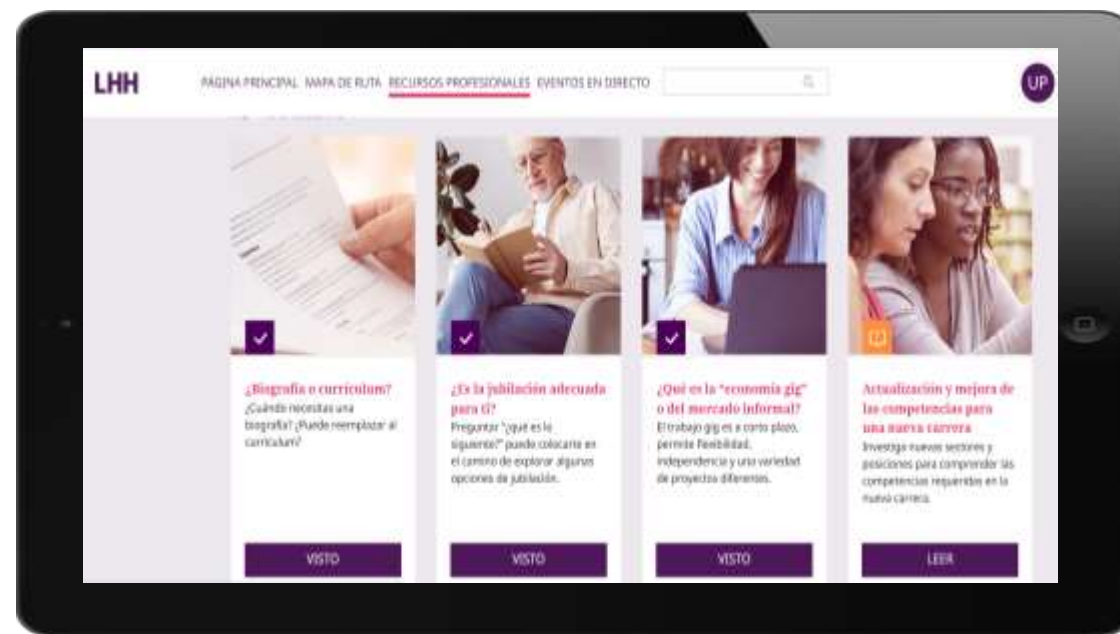 LHH
PÁGINA PRINCIPAL MAPA DE RUTA RECURSOS PROFESIONALES EVENTOS EN DIRECTO
UP
¿Biografía o currículum?
¿Cuándo necesitas una
biografía? ¿Puede reemplazar al
currículum?
VISTO
¿Es la jubilación adecuada
para ti?
Preguntar "¿qué es lo
siguiente?" puede colocarte en
el camino de explorar algunas
opciones de jubilación.
VISTO
¿Qué es la "economía gig"
o del mercado informal?
El trabajo gig es a corto plazo,
permite flexibilidad,
independencia y una variedad
de proyectos diferentes.
VISTO
Actualización y mejora de
las competencias para
una nueva carrera
Investiga nuevos sectores y
posiciones para comprender las
competencias requeridas en la
nueva carrera.
LEER